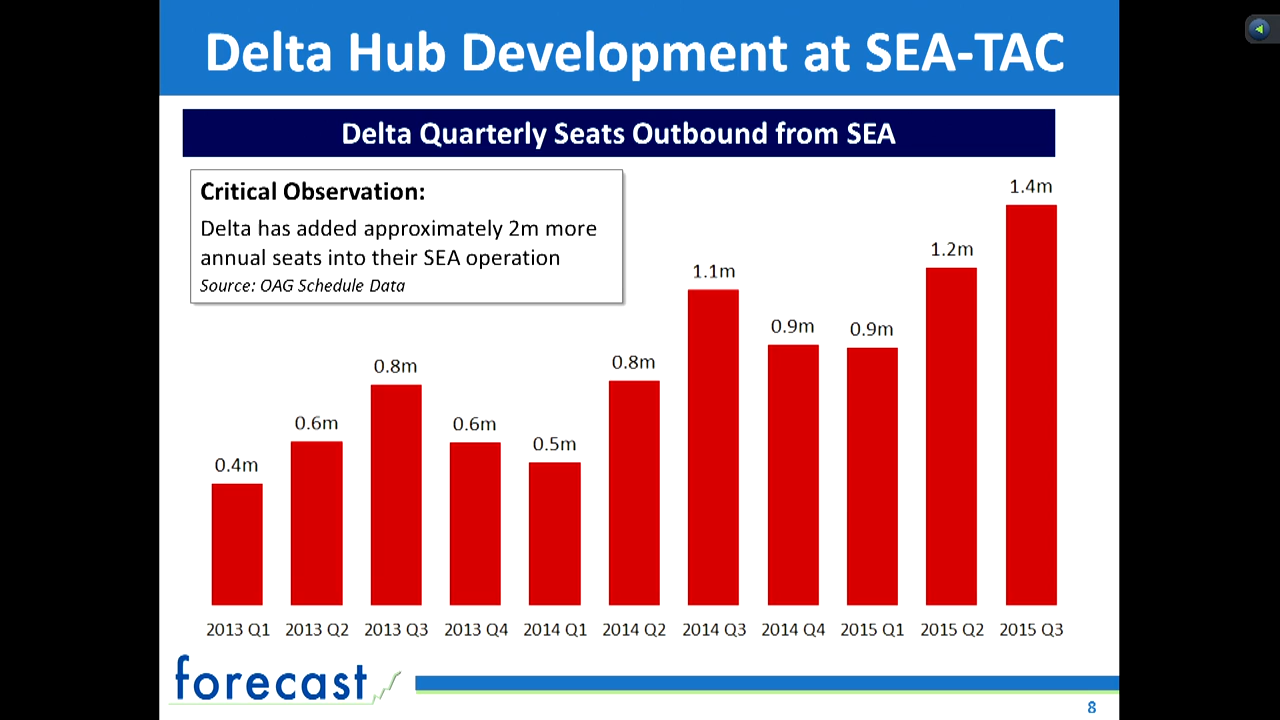 Delta Hub Development at SEA-TAC
Delta Quarterly Seats Outbound from SEA
Critical Observation:
Delta has added approximately 2m more
annual seats into their SEA operation
Source: OAG Schedule Data
0.4m
0.6m
0.8m
0.6m
0.5m
0.8m
1.1m
0.9m
0.9m
1.2m
1.4m
2013 Q1
2013 Q2
2013 Q3
2013 Q4
2014 Q1
2014 Q2
2014 Q3
2014 Q4
2015 Q1
2015 Q2
2015 Q3
forecast
8